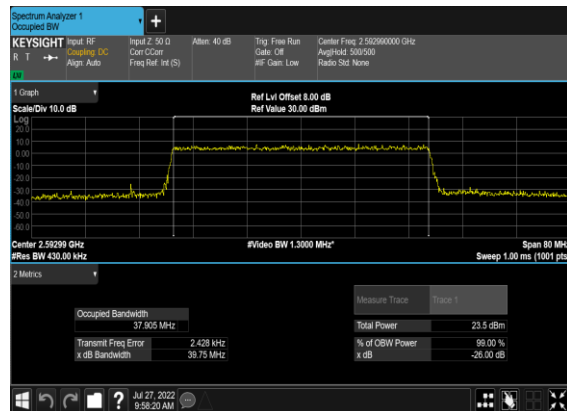 Spectrum Analyzer 1
Occupied BW
+
KEYSIGHT Input: RF Input Z: 50 Ω Atten: 40 dB Trig: Free Run Center Freq: 2.592990000 GHz
R T Coupling: DC Corr CCorr Gate: Off Avg|Hold: 500/500
Align: Auto Freq Ref: Int (S) #IF Gain: Low Radio Std: None
LW
1 Graph
Ref Lvl Offset 8.00 dB
Scale/Div 10.0 dB Ref Value 30.00 dBm
Log
20.0
10.0
0.00
-10.0
-20.0
-30.0
-40.0
-50.0
-60.0
Center 2.59299 GHz #Video BW 1.3000 MHz* Span 80 MHz
#Res BW 430.00 kHz Sweep 1.00 ms (1001 pts
2 Metrics
Measure Trace Trace 1
Occupied Bandwidth
37.905 MHz Total Power 23.5 dBm
Transmit Freq Error 2.428 kHz % of OBW Power 99.00 %
x dB Bandwidth 39.75 MHz x dB -26.00 dB
? Jul 27, 2022
9:58:20 AM